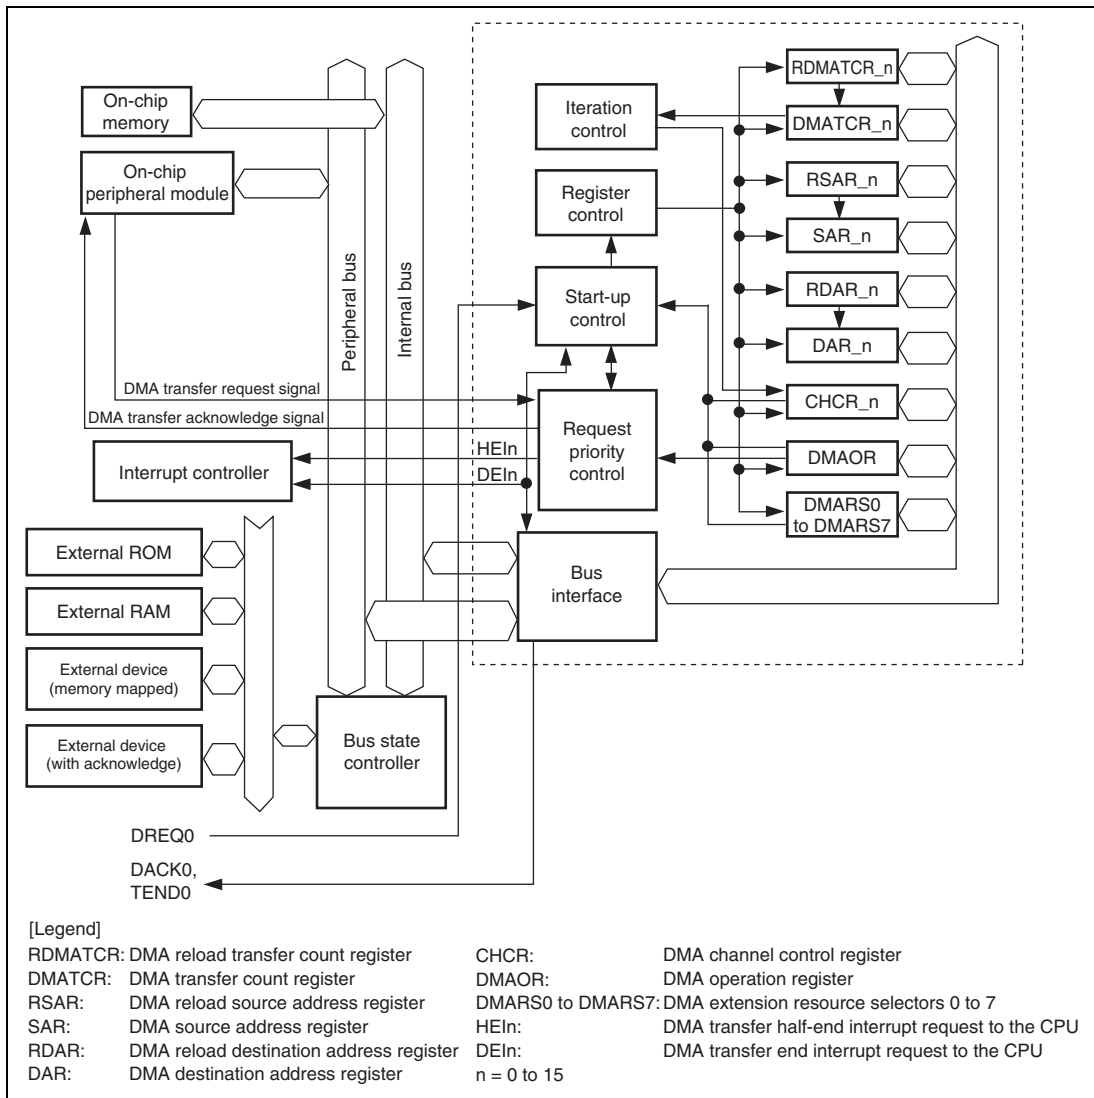 On-chip
memory
On-chip
peripheral module
Peripheral bus
Internal bus
Iteration
control
Register
control
Start-up
control
Request
priority
control
Bus
interface
RDMATCR_n
DMATCR_n
RSAR_n
SAR_n
RDAR_n
DAR_n
CHCR_n
DMAOR
DMARS0
to DMARS7
DMA transfer request signal
DMA transfer acknowledge signal
HEIn
DEIn
Interrupt controller
External ROM
External RAM
External device
(memory mapped)
External device
(with acknowledge)
Bus state
controller
DREQ0
DACK0,
TEND0
[Legend]
RDMATCR: DMA reload transfer count register
DMATCR: DMA transfer count register
RSAR: DMA reload source address register
SAR: DMA source address register
RDAR: DMA reload destination address register
DAR: DMA destination address register
CHCR: DMA channel control register
DMAOR: DMA operation register
DMARS0 to DMARS7: DMA extension resource selectors 0 to 7
HEIn: DMA transfer half-end interrupt request to the CPU
DEIn: DMA transfer end interrupt request to the CPU
n = 0 to 15